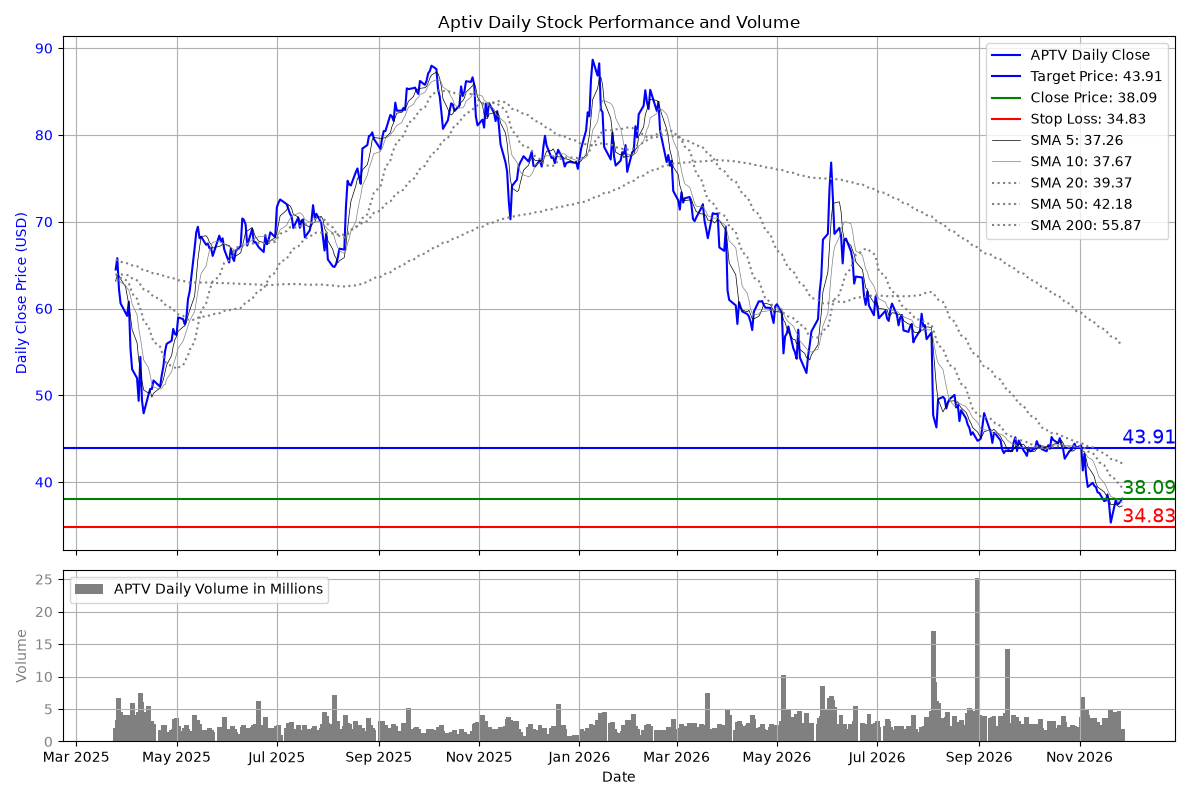 Aptiv Daily Stock Performance and Volume
Daily Close Price (USD)
90
80
70
60
50
40
APTV Daily Close
Target Price: 43.91
Close Price: 38.09
Stop Loss: 34.83
SMA 5: 37.26
SMA 10: 37.67
SMA 20: 39.37
SMA 50: 42.18
SMA 200: 55.87
43.91
38.09
34.83
Volume
25
20
15
10
5
0
APTV Daily Volume in Millions
Mar 2025 May 2025 Jul 2025 Sep 2025 Nov 2025 Jan 2026 Mar 2026 May 2026 Jul 2026 Sep 2026 Nov 2026
Date